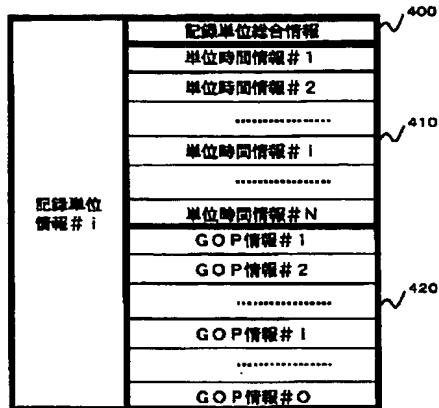 記録単位総合情報
400
単位時間情報#1
単位時間情報#2
..................
410
単位時間情報#i
..................
単位時間情報#N
記録単位
情報#i
GOP情報#1
GOP情報#2
..................
420
GOP情報#i
..................
GOP情報#O